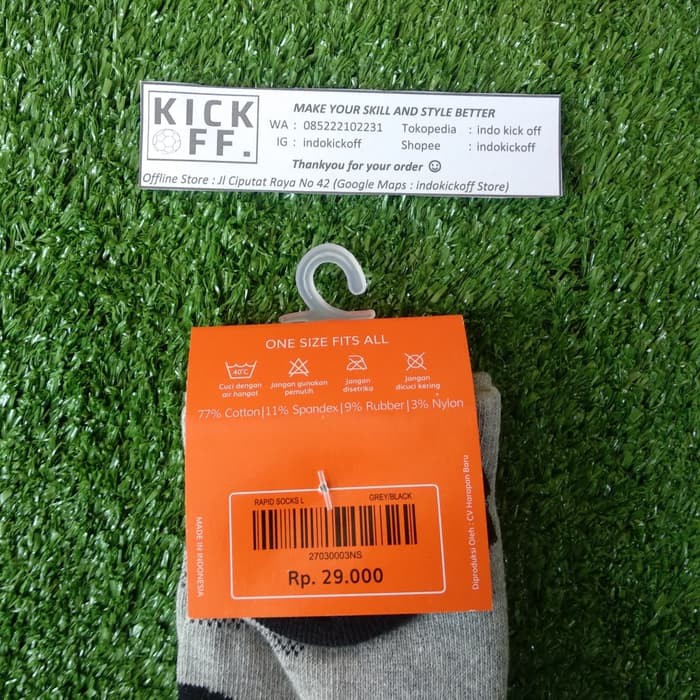 KICK
OFF.
MAKE YOUR SKILL AND STYLE BETTER
WA : 085222102231 Tokopedia : indo kick off
IG : indokickoff Shopee : indokickoff
Thankyou for your order ☺
Offline Store : Jl Ciputat Raya No 42 (Google Maps : indokickoff Store)
ONE SIZE FITS ALL
40°C
Cuci dengan air hangat
Jangan gunakan pemutih
Jangan disetrika
Jangan dicuci kering
77% Cotton|11% Spandex|9% Rubber|3% Nylon
RAPID SOCKS L GREY/BLACK
27030003NS
Rp. 29.000
MADE IN INDONESIA
Diproduksi Oleh : CV Harapan Baru